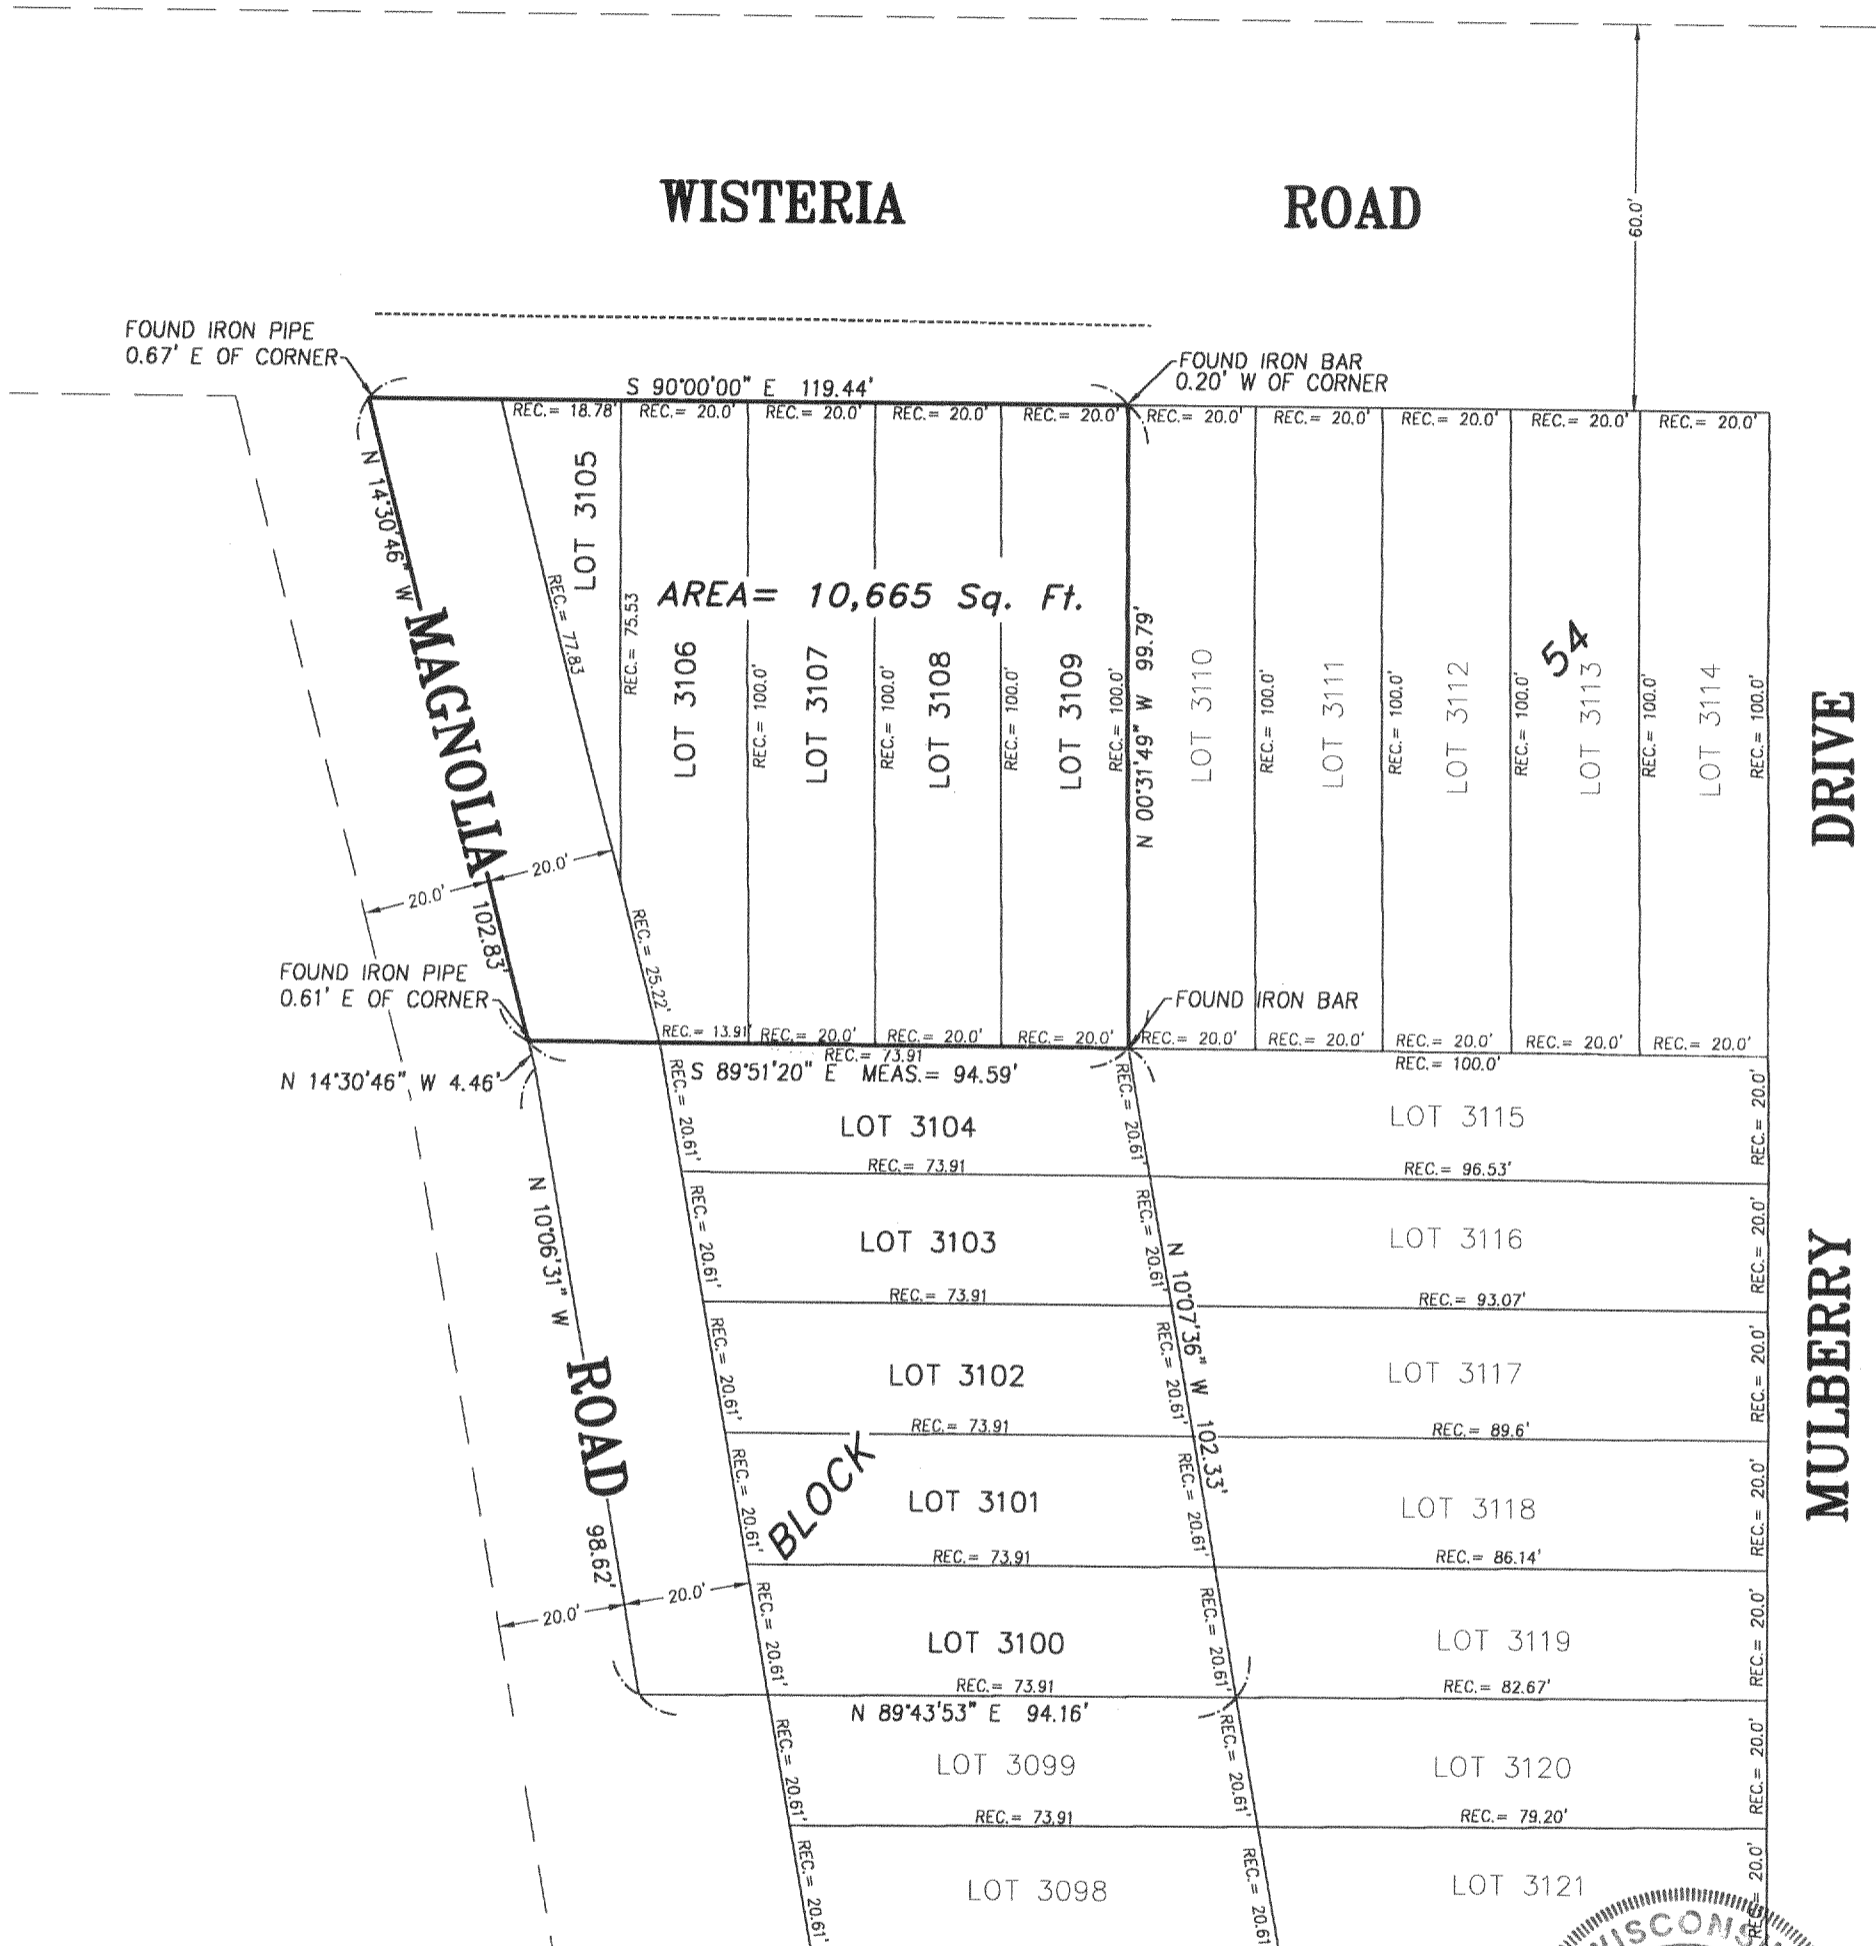 WISTERIA ROAD
60.0'
FOUND IRON PIPE
0.67' E OF CORNER
FOUND IRON BAR
0.20' W OF CORNER
S 90°00'00" E 119.44'
REC.= 18.78'
REC.= 20.0'
REC.= 20.0'
REC.= 20.0'
REC.= 20.0'
REC.= 20.0'
REC.= 20.0'
REC.= 20.0'
REC.= 20.0'
REC.= 20.0'
N 14°30'46" W
MAGNOLIA
102.83'
LOT 3105
REC.= 77.83
REC.= 75.53
AREA= 10,665 Sq. Ft.
LOT 3106
REC.= 100.0'
LOT 3107
REC.= 100.0'
LOT 3108
REC.= 100.0'
LOT 3109
REC.= 100.0'
N 00°31'49" W 99.79'
LOT 3110
REC.= 100.0'
LOT 3111
REC.= 100.0'
LOT 3112
REC.= 100.0'
54
LOT 3113
REC.= 100.0'
LOT 3114
REC.= 100.0'
DRIVE
20.0'
20.0'
REC.= 25.22'
FOUND IRON PIPE
0.61' E OF CORNER
FOUND IRON BAR
REC.= 13.91'
REC.= 20.0'
REC.= 20.0'
REC.= 20.0'
REC.= 20.0'
REC.= 20.0'
REC.= 20.0'
REC.= 20.0'
REC.= 20.0'
REC.= 73.91
REC.= 100.0'
S 89°51'20" E MEAS.= 94.59'
N 14°30'46" W 4.46'
REC.= 20.61'
LOT 3104
REC.= 20.61'
LOT 3115
REC.= 20.0'
REC.= 73.91
REC.= 96.53'
N 10°06'31" W
REC.= 20.61'
LOT 3103
REC.= 20.61'
N 10°07'36" W 102.33'
LOT 3116
REC.= 20.0'
REC.= 73.91
REC.= 93.07'
MULBERRY
ROAD
REC.= 20.61'
LOT 3102
REC.= 20.61'
LOT 3117
REC.= 20.0'
REC.= 73.91
REC.= 89.6'
BLOCK
REC.= 20.61'
LOT 3101
REC.= 20.61'
LOT 3118
REC.= 20.0'
98.62'
REC.= 73.91
REC.= 86.14'
20.0'
20.0'
REC.= 20.61'
LOT 3100
REC.= 20.61'
LOT 3119
REC.= 20.0'
REC.= 73.91
REC.= 82.67'
N 89°43'53" E 94.16'
REC.= 20.61'
LOT 3099
REC.= 20.61'
LOT 3120
REC.= 20.0'
REC.= 73.91
REC.= 79.20'
REC.= 20.61'
LOT 3098
REC.= 20.61
LOT 3121
REC.= 20.0'
WISCONS